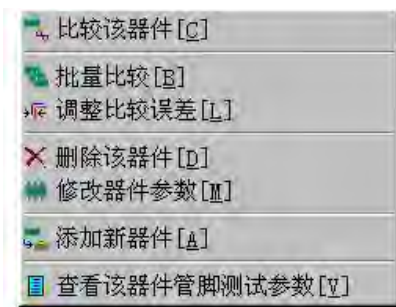 比较该器件[C]
批量比较[B]
调整比较误差[L]
删除该器件[D]
修改器件参数[M]
添加新器件[A]
查看该器件管脚测试参数[V]